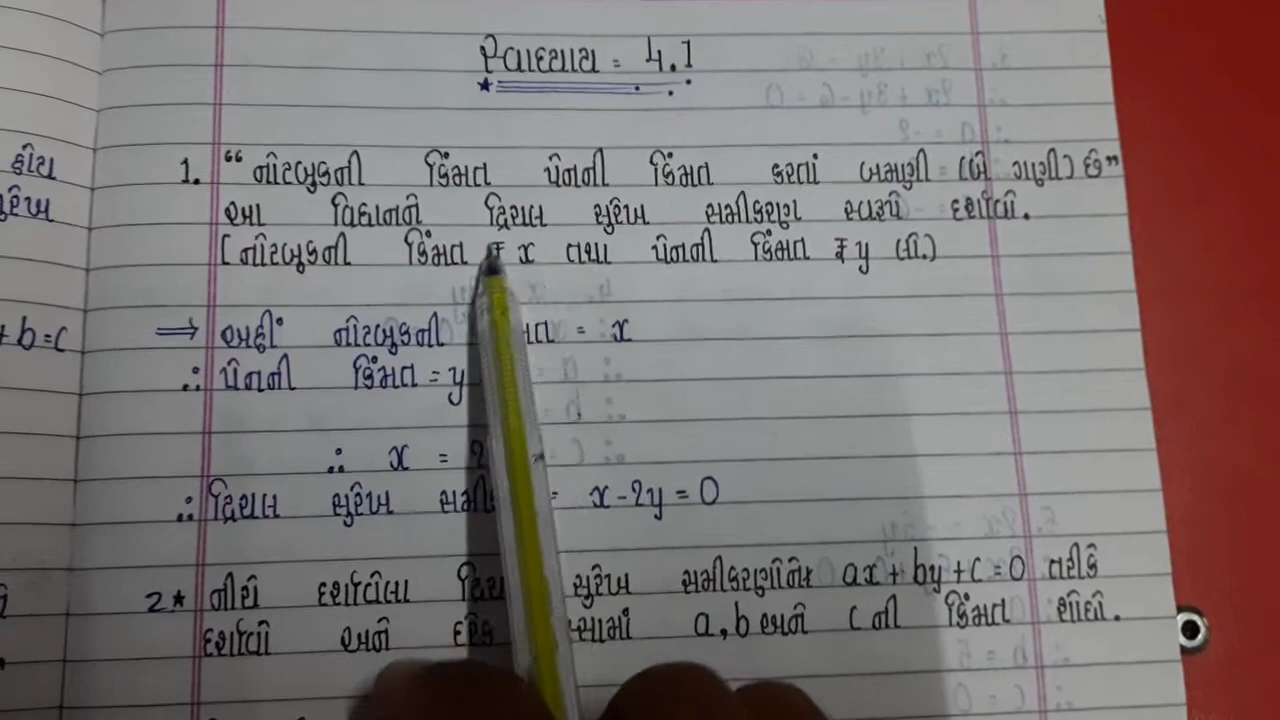 સ્વાધ્યાય = 4.1
1. “નોટબુકની કિંમત પેનની કિંમત કરતાં બમણી (બે ગણી) છે”
આ વિધાનને દ્વિચલ સુરેખ સમીકરણ સ્વરૂપે દર્શાવો.
[નોટબુકની કિંમત ₹ x તથા પેનની કિંમત ₹ y લો.)
⇒ અહીં નોટબુકની = x
∴ પેનની કિંમત = y
∴ x = 2
∴ દ્વિચલ સુરેખ = x - 2y = 0
2* નીચે દર્શાવેલા સુરેખ સમીકરણોને ax + by + c = 0 તરીકે
દર્શાવો અને a, b અને c ની કિંમત શોધો.
+ b = c